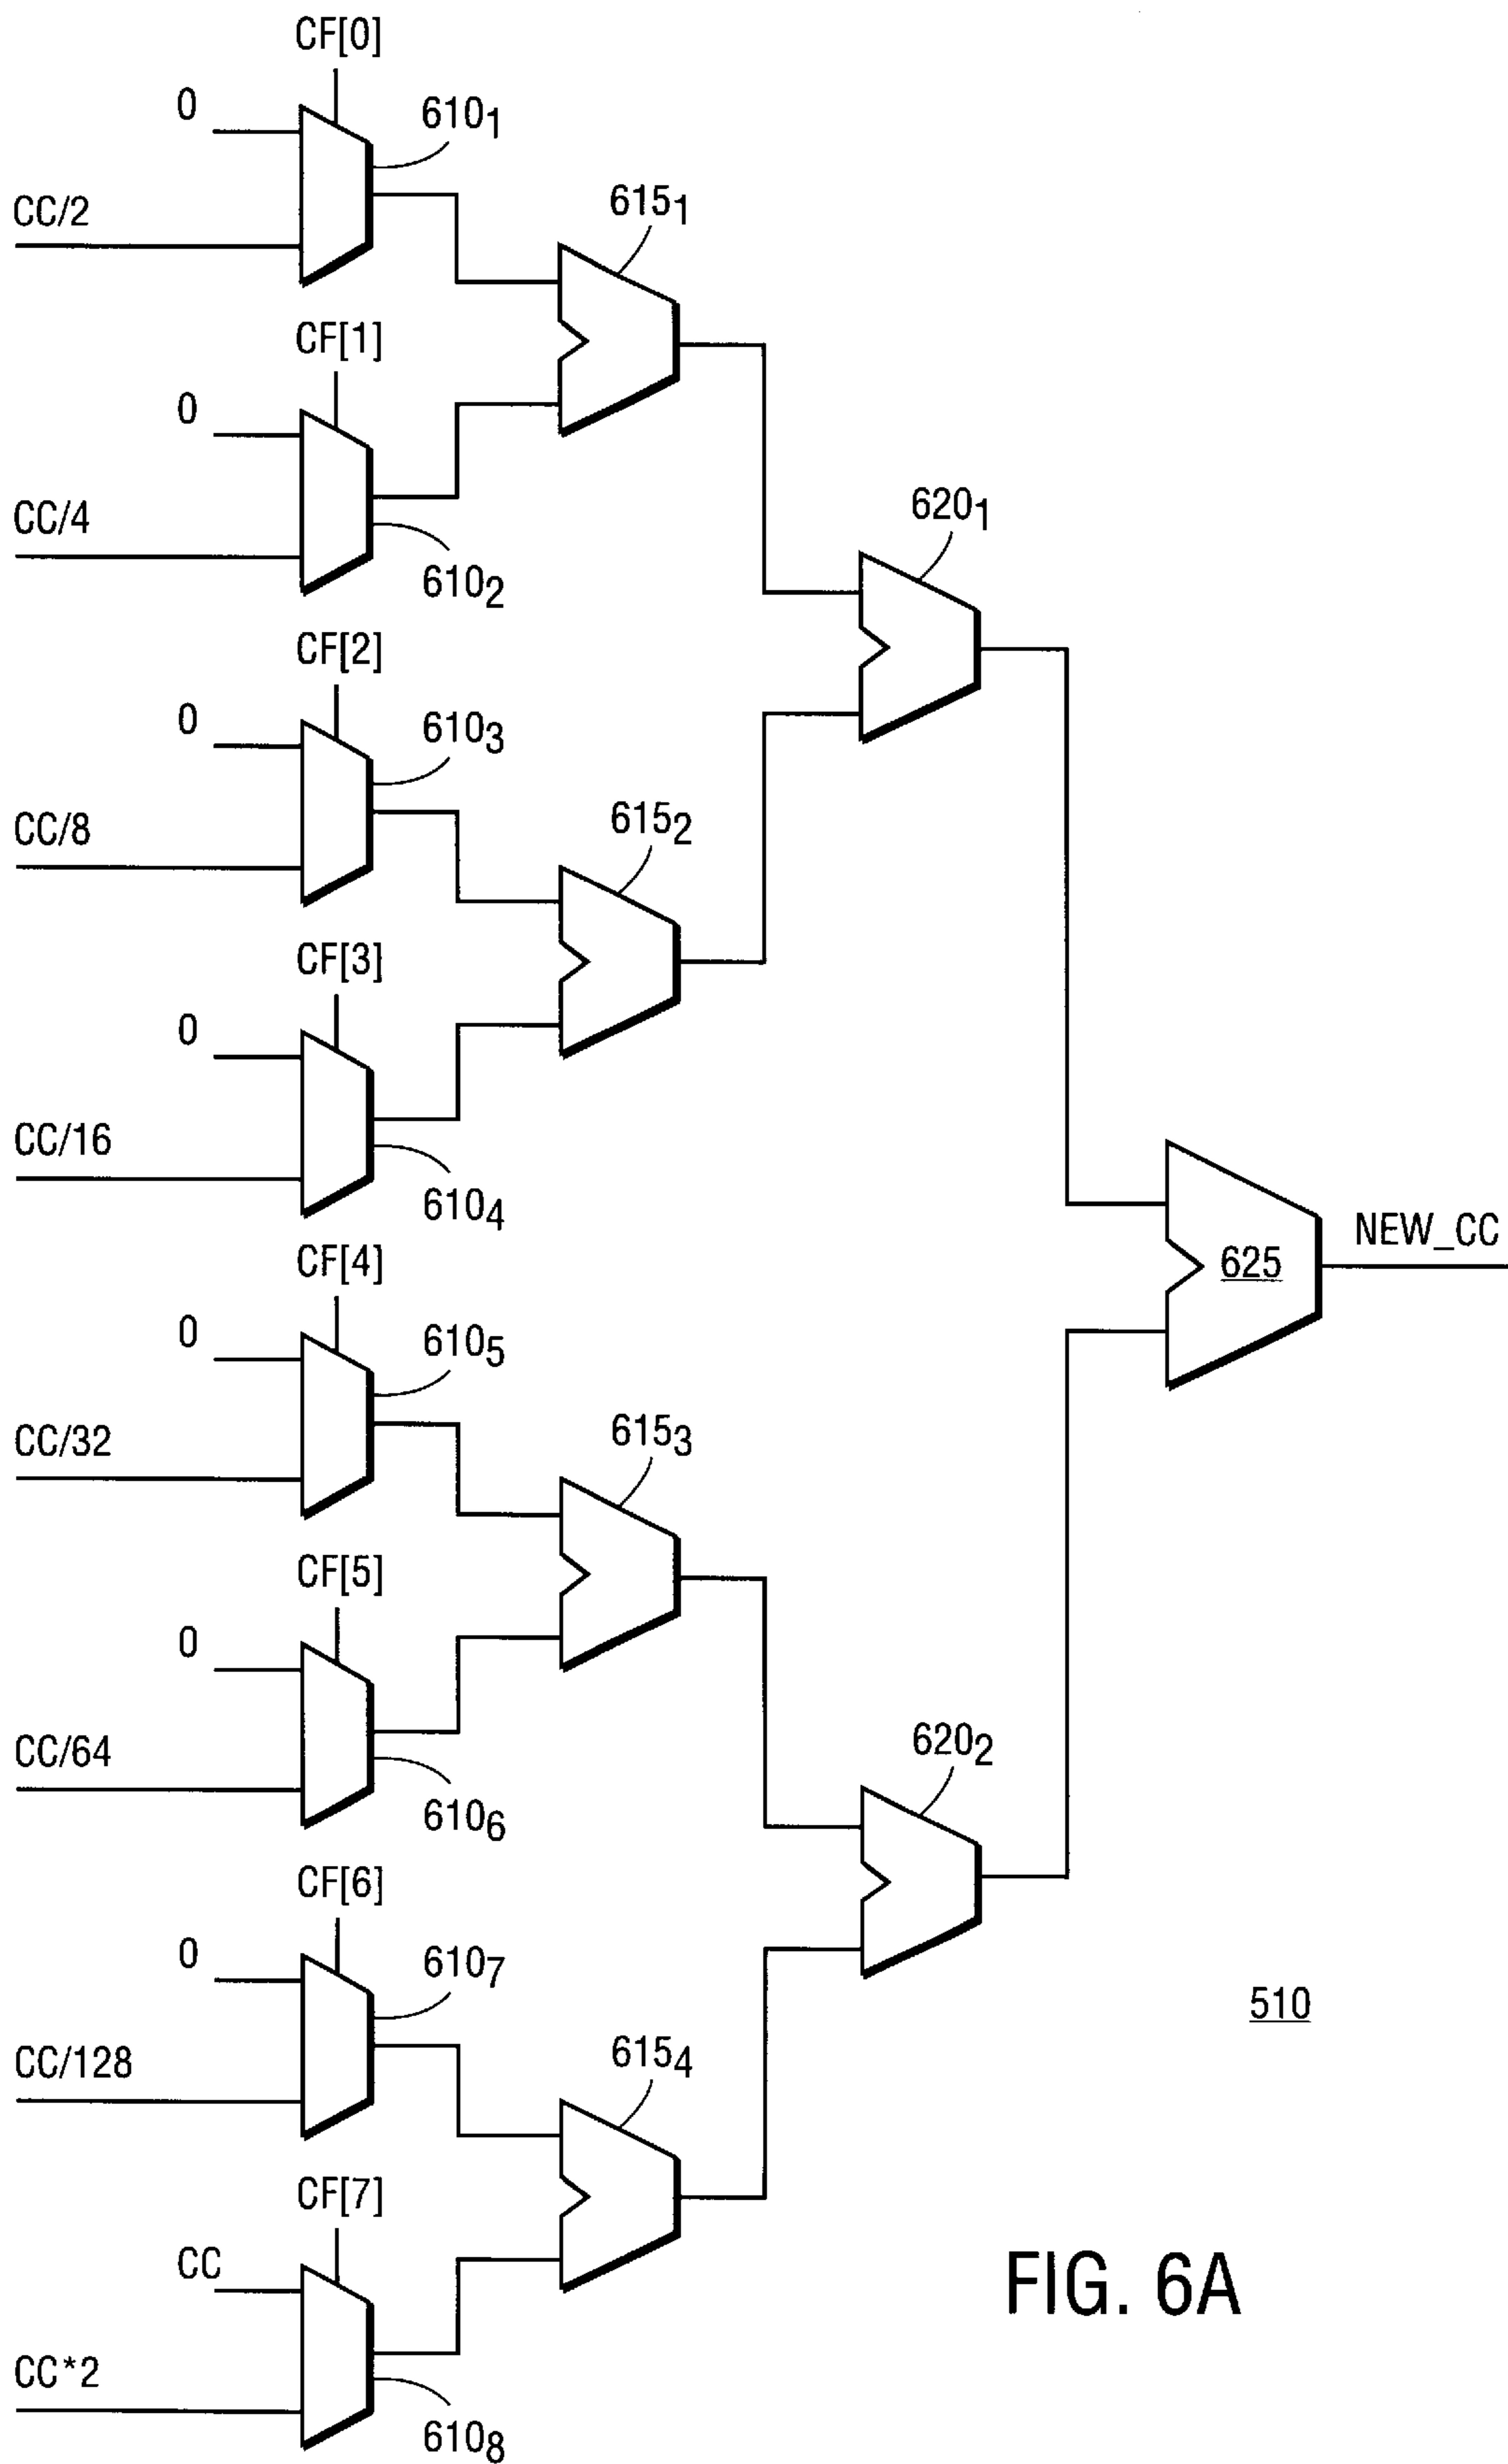 CF[0]
0
610₁
CC/2
615₁
CF[1]
0
CC/4
610₂
620₁
CF[2]
0
610₃
CC/8
615₂
CF[3]
0
CC/16
610₄
NEW_CC
625
CF[4]
0
610₅
CC/32
615₃
CF[5]
0
CC/64
610₆
620₂
CF[6]
0
610₇
510
CC/128
615₄
CF[7]
CC
CC*2
610₈
FIG. 6A